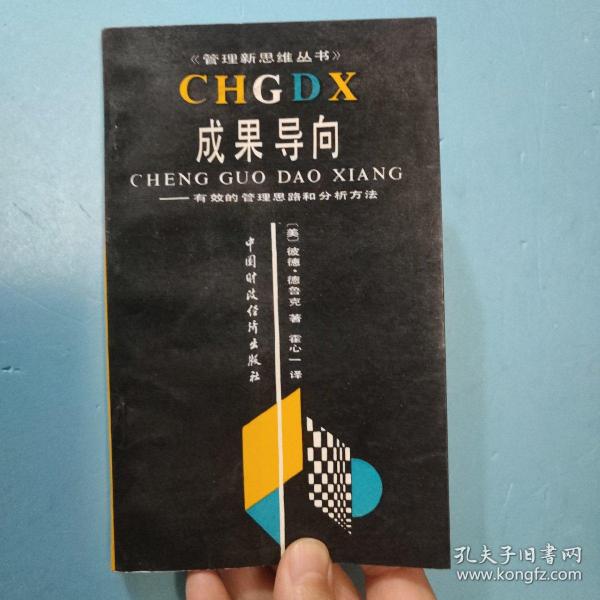 《管理新思维丛书》
CHGDX
成果导向
CHENG GUO DAO XIANG
——有效的管理思路和分析方法
〔美〕彼德·德鲁克 著 霍心一 译
中国财政经济出版社
孔夫子旧书网
www.kongfz.com